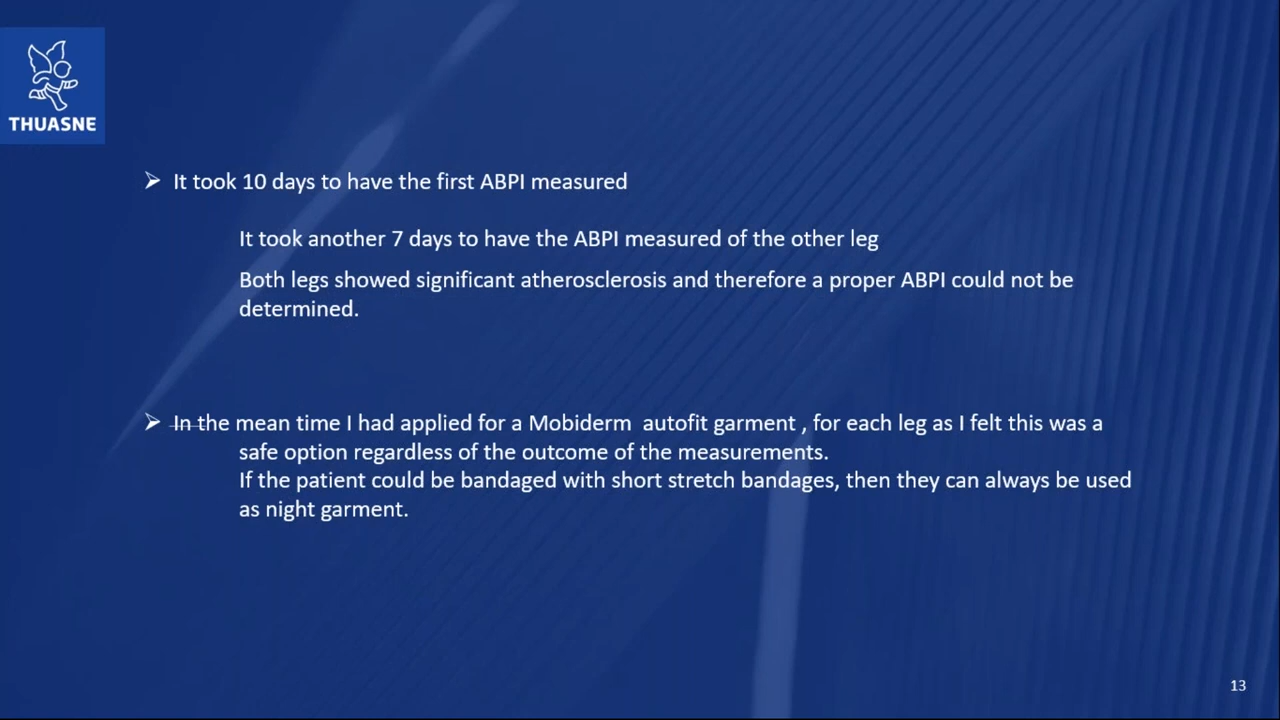 THUASNE
It took 10 days to have the first ABPI measured
It took another 7 days to have the ABPI measured of the other leg
Both legs showed significant atherosclerosis and therefore a proper ABPI could not be
determined.
In the mean time I had applied for a Mobiderm autofit garment , for each leg as I felt this was a
safe option regardless of the outcome of the measurements.
If the patient could be bandaged with short stretch bandages, then they can always be used
as night garment.
13